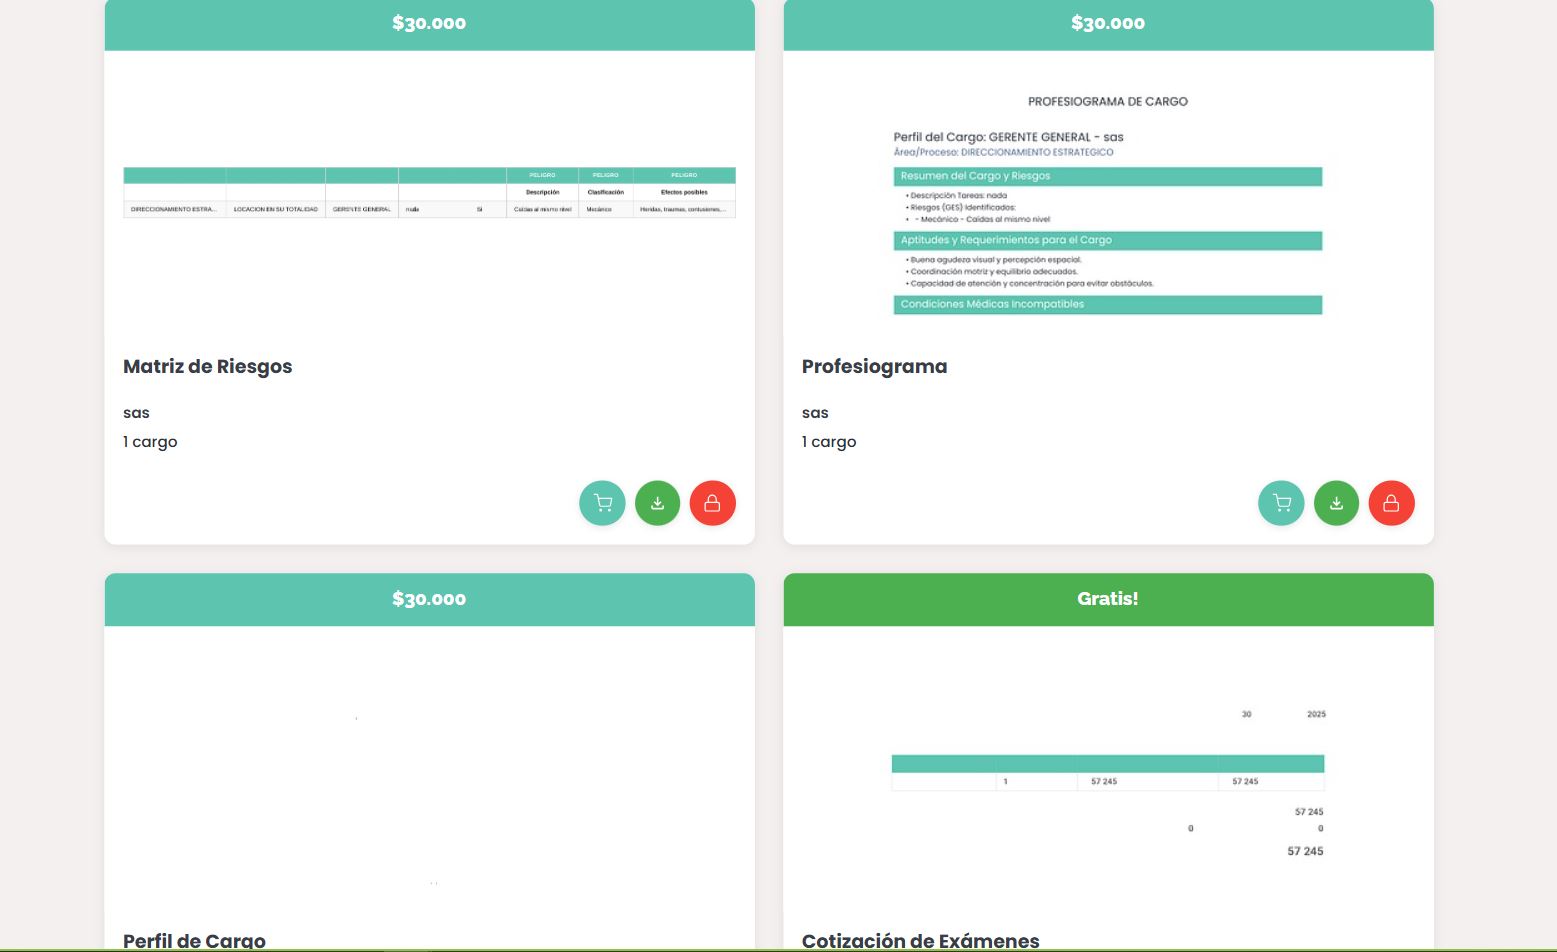 $30.000
PELIGRO PELIGRO PELIGRO
Descripción Clasificación Efectos posibles
DIRECCIONAMIENTO ESTRA... LOCACION EN SU TOTALIDAD GERENTE GENERAL nada Si Caídas al mismo nivel Mecánico Heridas, traumas, contusiones,...
Matriz de Riesgos
sas
1 cargo
$30.000
PROFESIOGRAMA DE CARGO
Perfil del Cargo: GERENTE GENERAL - sas
Área/Proceso: DIRECCIONAMIENTO ESTRATEGICO
Resumen del Cargo y Riesgos
• Descripción Tareas: nada
• Riesgos (GES) Identificados:
• - Mecánico - Caídas al mismo nivel
Aptitudes y Requerimientos para el Cargo
• Buena agudeza visual y percepción espacial.
• Coordinación motriz y equilibrio adecuados.
• Capacidad de atención y concentración para evitar obstáculos.
Condiciones Médicas Incompatibles
Profesiograma
sas
1 cargo
$30.000
Perfil de Cargo
Gratis!
30 2025
1 57 245 57 245
57 245
0 0
57 245
Cotización de Exámenes